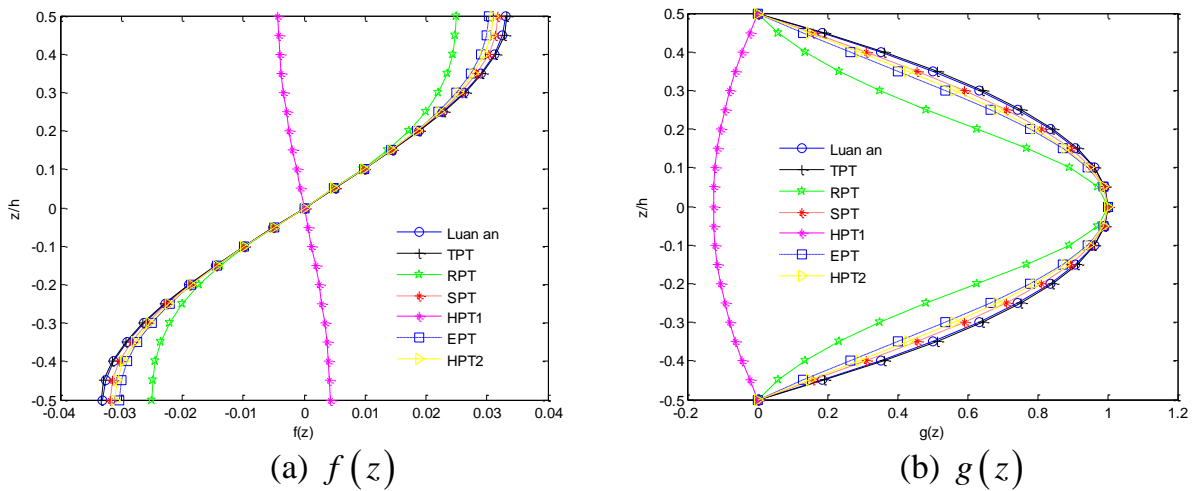 0.5
0.4
0.3
0.2
0.1
0
-0.1
-0.2
-0.3
-0.4
-0.5
z/h
-0.04 -0.03 -0.02 -0.01 0 0.01 0.02 0.03 0.04
f(z)
Luan an
TPT
RPT
SPT
HPT1
EPT
HPT2
(a) f(z)
0.5
0.4
0.3
0.2
0.1
0
-0.1
-0.2
-0.3
-0.4
-0.5
z/h
-0.2 0 0.2 0.4 0.6 0.8 1 1.2
g(z)
Luan an
TPT
RPT
SPT
HPT1
EPT
HPT2
(b) g(z)